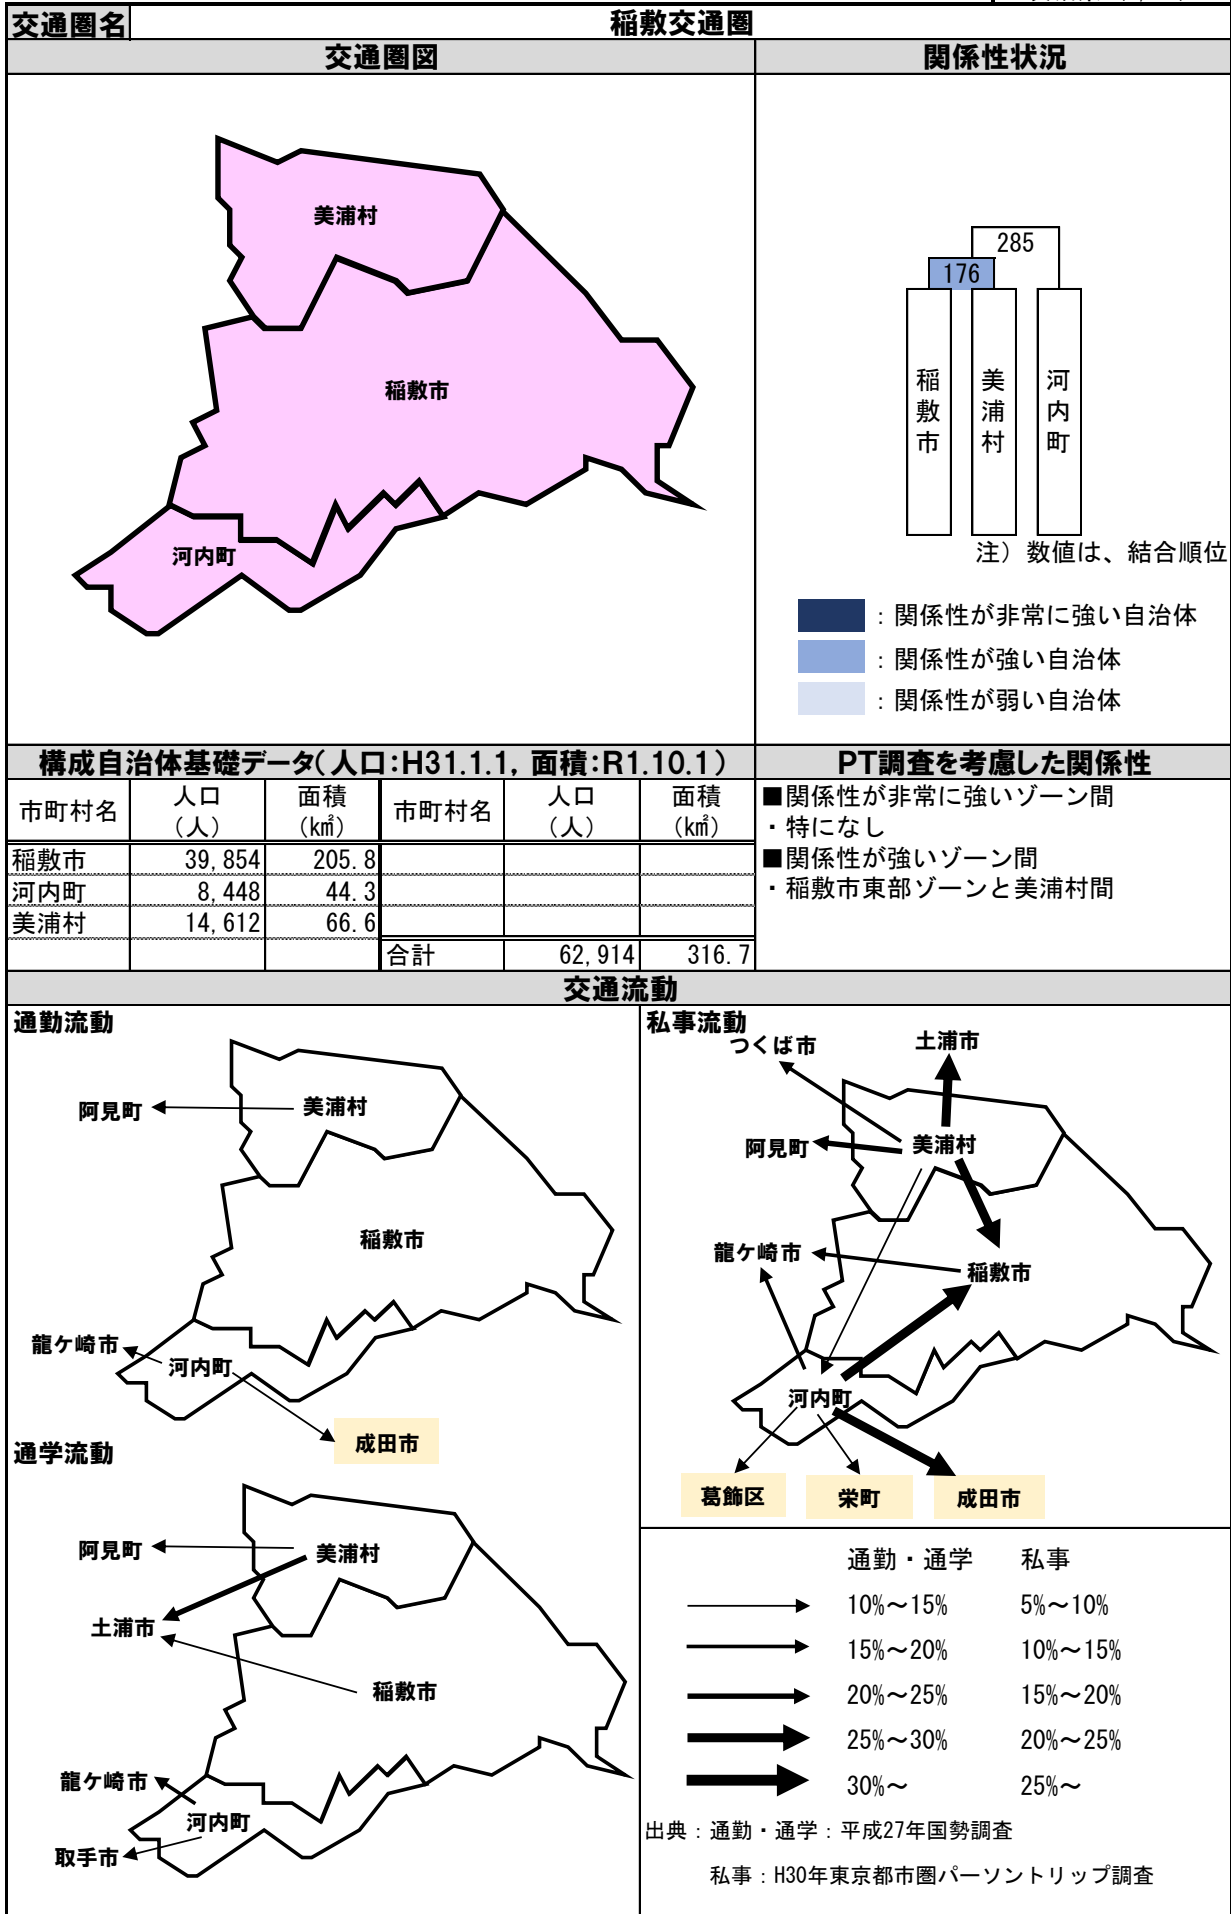 交通圏名
稲敷交通圏
交通圏図
関係性状況
美浦村
稲敷市
河内町
285
176
稲敷市
美浦村
河内町
注）数値は、結合順位
：関係性が非常に強い自治体
：関係性が強い自治体
：関係性が弱い自治体
構成自治体基礎データ（人口：H31.1.1，面積：R1.10.1）
市町村名 人口（人） 面積（k㎡） 市町村名 人口（人） 面積（k㎡）
稲敷市 39,854 205.8
河内町 8,448 44.3
美浦村 14,612 66.6
合計 62,914 316.7
PT調査を考慮した関係性
■関係性が非常に強いゾーン間
・特になし
■関係性が強いゾーン間
・稲敷市東部ゾーンと美浦村間
交通流動
通勤流動
阿見町
美浦村
稲敷市
龍ケ崎市
河内町
成田市
通学流動
阿見町
美浦村
土浦市
稲敷市
龍ケ崎市
河内町
取手市
私事流動
つくば市
土浦市
阿見町
美浦村
龍ケ崎市
稲敷市
河内町
葛飾区
栄町
成田市
通勤・通学 私事
10%～15% 5%～10%
15%～20% 10%～15%
20%～25% 15%～20%
25%～30% 20%～25%
30%～ 25%～
出典：通勤・通学：平成27年国勢調査
私事：H30年東京都市圏パーソントリップ調査